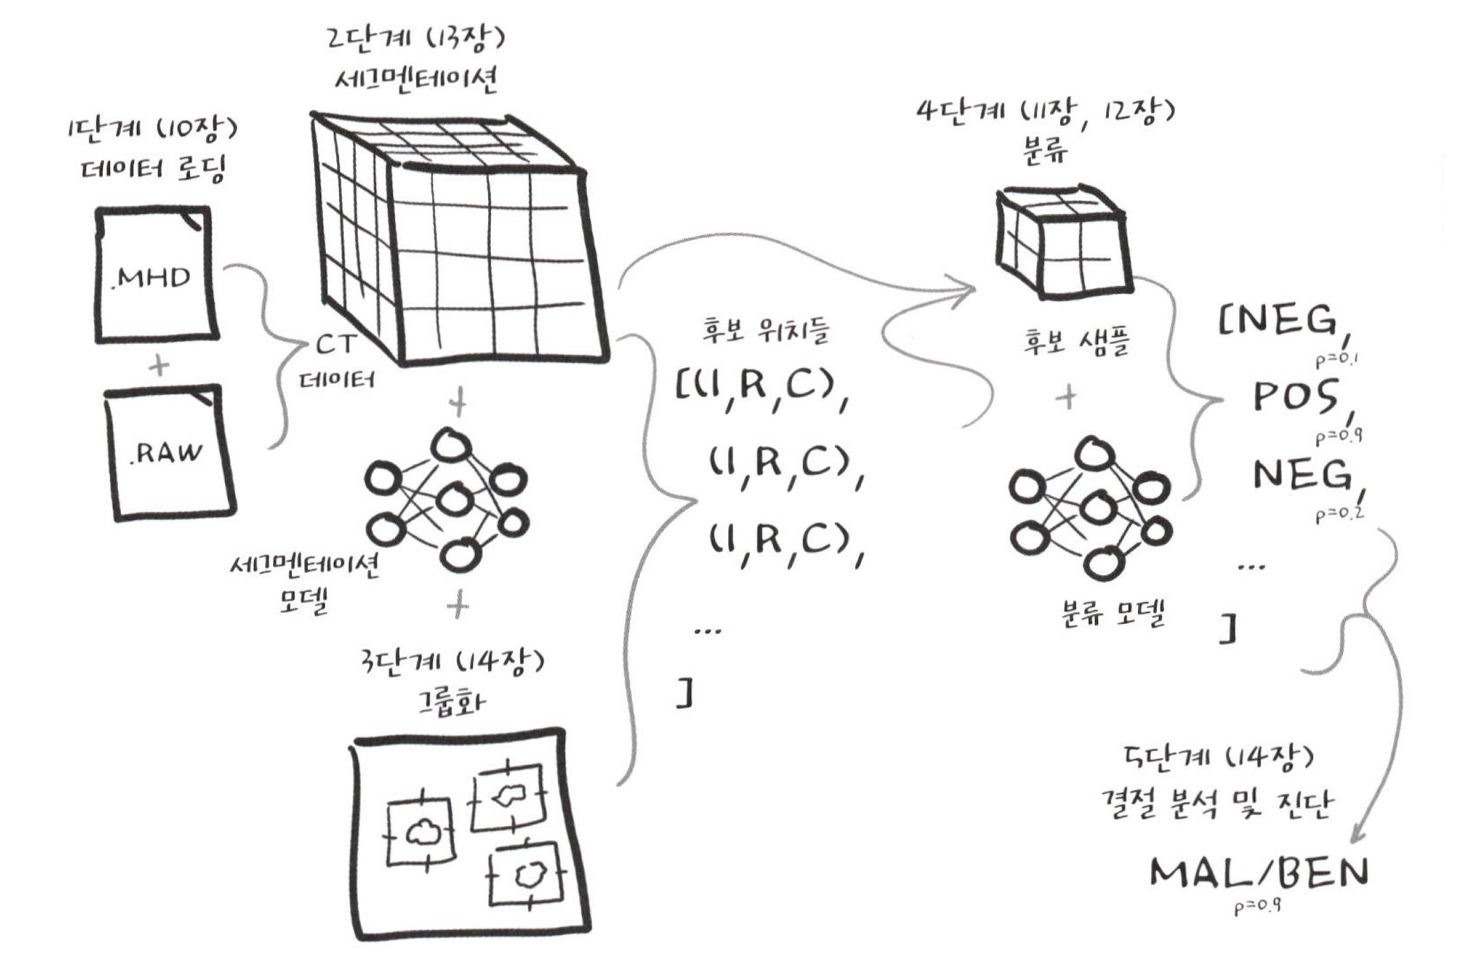 1단계 (10장)
데이터 로딩
.MHD
+
.RAW
2단계 (13장)
세그멘테이션
CT
데이터
+
세그멘테이션
모델
+
3단계 (14장)
그룹화
후보 위치들
[(I,R,C),
(I,R,C),
(I,R,C),
...
]
4단계 (11장, 12장)
분류
후보 샘플
+
분류 모델
[NEG,
p=0.1
POS,
p=0.9
NEG,
p=0.2
...
]
5단계 (14장)
결절 분석 및 진단
MAL/BEN
p=0.9